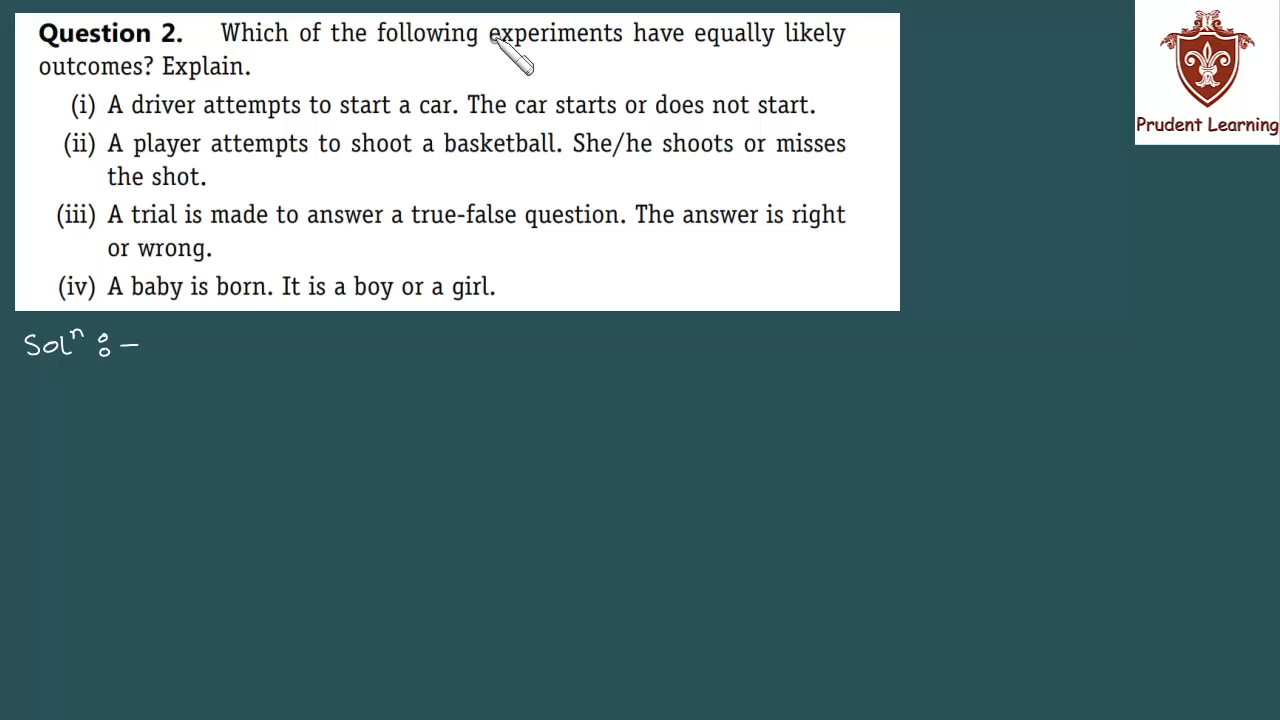 Question 2. Which of the following experiments have equally likely
outcomes? Explain.
(i) A driver attempts to start a car. The car starts or does not start.
(ii) A player attempts to shoot a basketball. She/he shoots or misses
the shot.
(iii) A trial is made to answer a true-false question. The answer is right
or wrong.
(iv) A baby is born. It is a boy or a girl.
Solⁿ :-
Prudent Learning